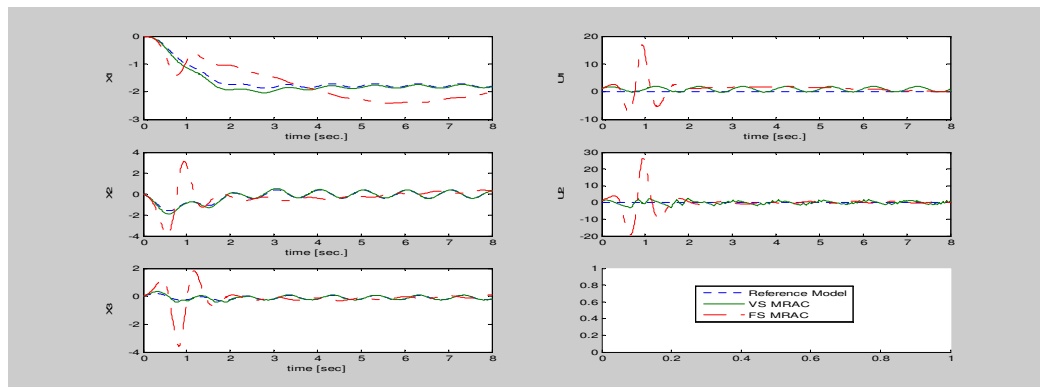 0
-1
-2
-3
X1
0 1 2 3 4 5 6 7 8
time [sec.]
20
10
0
-10
U1
0 1 2 3 4 5 6 7 8
time [sec.]
4
2
0
-2
-4
X2
0 1 2 3 4 5 6 7 8
time [sec.]
30
20
10
0
-10
-20
U2
0 1 2 3 4 5 6 7 8
2
0
-2
-4
X3
0 1 2 3 4 5 6 7 8
time [sec]
1
0.8
0.6
0.4
0.2
0
Reference Model
VS MRAC
FS MRAC
0 0.2 0.4 0.6 0.8 1